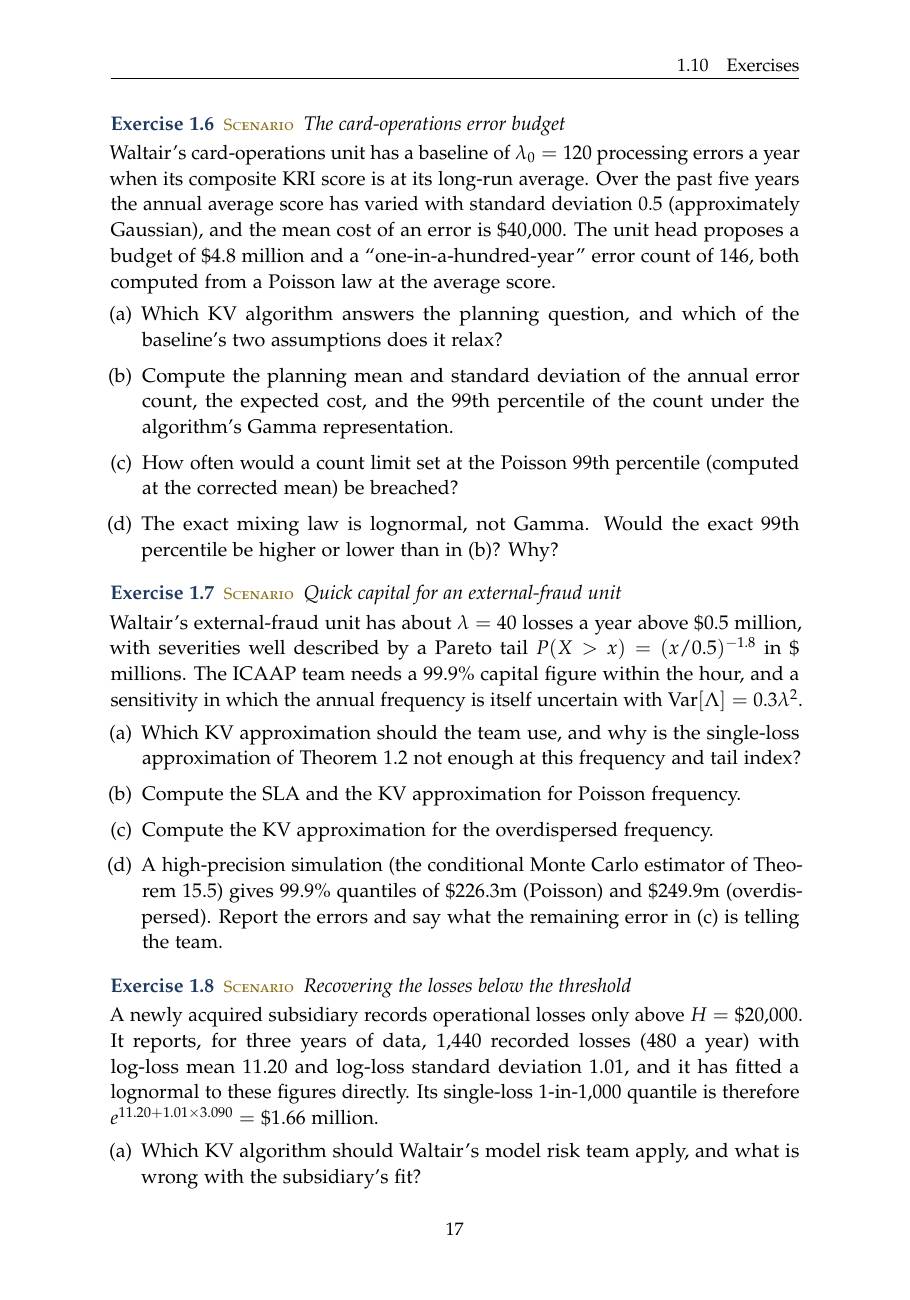 1.10 Exercises
Exercise 1.6 Scenario The card-operations error budget
Waltair’s card-operations unit has a baseline of λ₀ = 120 processing errors a year
when its composite KRI score is at its long-run average. Over the past five years
the annual average score has varied with standard deviation 0.5 (approximately
Gaussian), and the mean cost of an error is $40,000. The unit head proposes a
budget of $4.8 million and a “one-in-a-hundred-year” error count of 146, both
computed from a Poisson law at the average score.
(a) Which KV algorithm answers the planning question, and which of the
baseline’s two assumptions does it relax?
(b) Compute the planning mean and standard deviation of the annual error
count, the expected cost, and the 99th percentile of the count under the
algorithm’s Gamma representation.
(c) How often would a count limit set at the Poisson 99th percentile (computed
at the corrected mean) be breached?
(d) The exact mixing law is lognormal, not Gamma. Would the exact 99th
percentile be higher or lower than in (b)? Why?
Exercise 1.7 Scenario Quick capital for an external-fraud unit
Waltair’s external-fraud unit has about λ = 40 losses a year above $0.5 million,
with severities well described by a Pareto tail P(X > x) = (x/0.5)⁻¹·⁸ in $
millions. The ICAAP team needs a 99.9% capital figure within the hour, and a
sensitivity in which the annual frequency is itself uncertain with Var[Λ] = 0.3λ².
(a) Which KV approximation should the team use, and why is the single-loss
approximation of Theorem 1.2 not enough at this frequency and tail index?
(b) Compute the SLA and the KV approximation for Poisson frequency.
(c) Compute the KV approximation for the overdispersed frequency.
(d) A high-precision simulation (the conditional Monte Carlo estimator of Theo-
rem 15.5) gives 99.9% quantiles of $226.3m (Poisson) and $249.9m (overdis-
persed). Report the errors and say what the remaining error in (c) is telling
the team.
Exercise 1.8 Scenario Recovering the losses below the threshold
A newly acquired subsidiary records operational losses only above H = $20,000.
It reports, for three years of data, 1,440 recorded losses (480 a year) with
log-loss mean 11.20 and log-loss standard deviation 1.01, and it has fitted a
lognormal to these figures directly. Its single-loss 1-in-1,000 quantile is therefore
e^{11.20+1.01×3.090} = $1.66 million.
(a) Which KV algorithm should Waltair’s model risk team apply, and what is
wrong with the subsidiary’s fit?
17